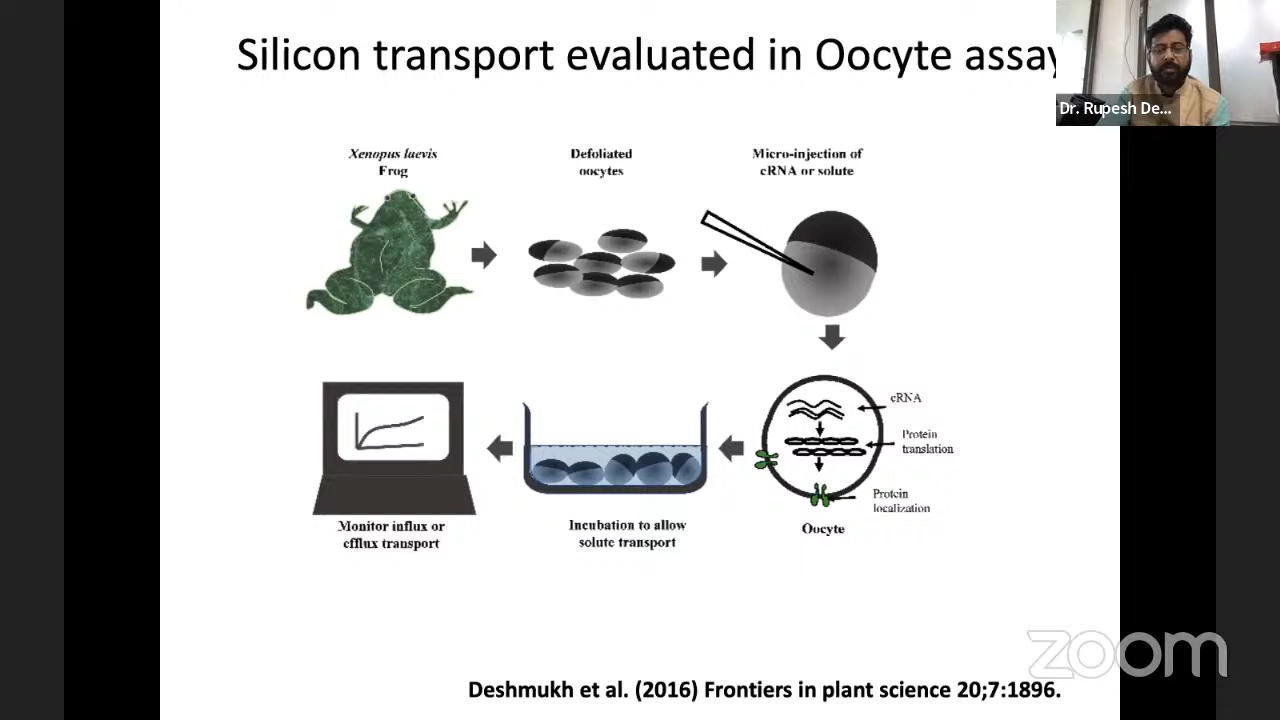 Silicon transport evaluated in Oocyte assay
Dr. Rupesh De...
Xenopus laevis
Frog
Defoliated
oocytes
Micro-injection of
cRNA or solute
cRNA
Protein
translation
Protein
localization
Oocyte
Incubation to allow
solute transport
Monitor influx or
efflux transport
zoom
Deshmukh et al. (2016) Frontiers in plant science 20;7:1896.